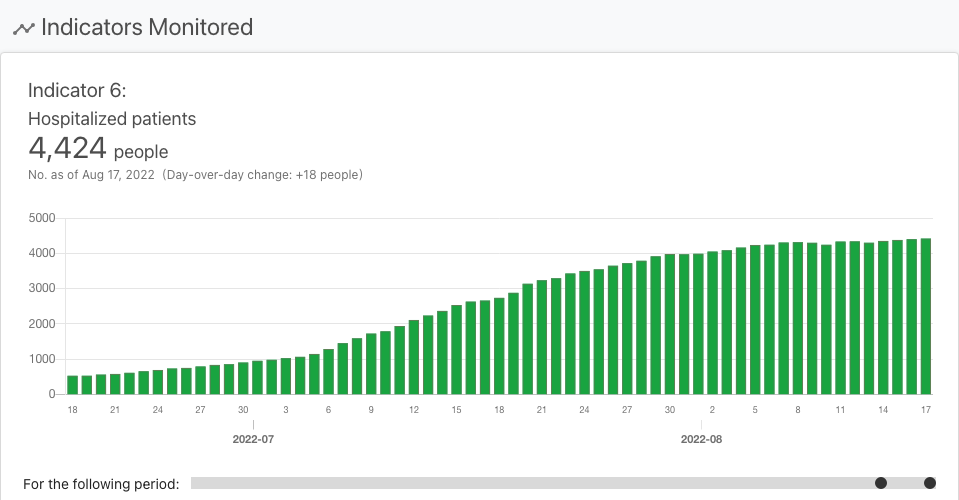 Indicators Monitored
Indicator 6:
Hospitalized patients
4,424 people
No. as of Aug 17, 2022 (Day-over-day change: +18 people)
5000
4000
3000
2000
1000
0
18 21 24 27 30 3 6 9 12 15 18 21 24 27 30 2 5 8 11 14 17
2022-07 2022-08
For the following period: